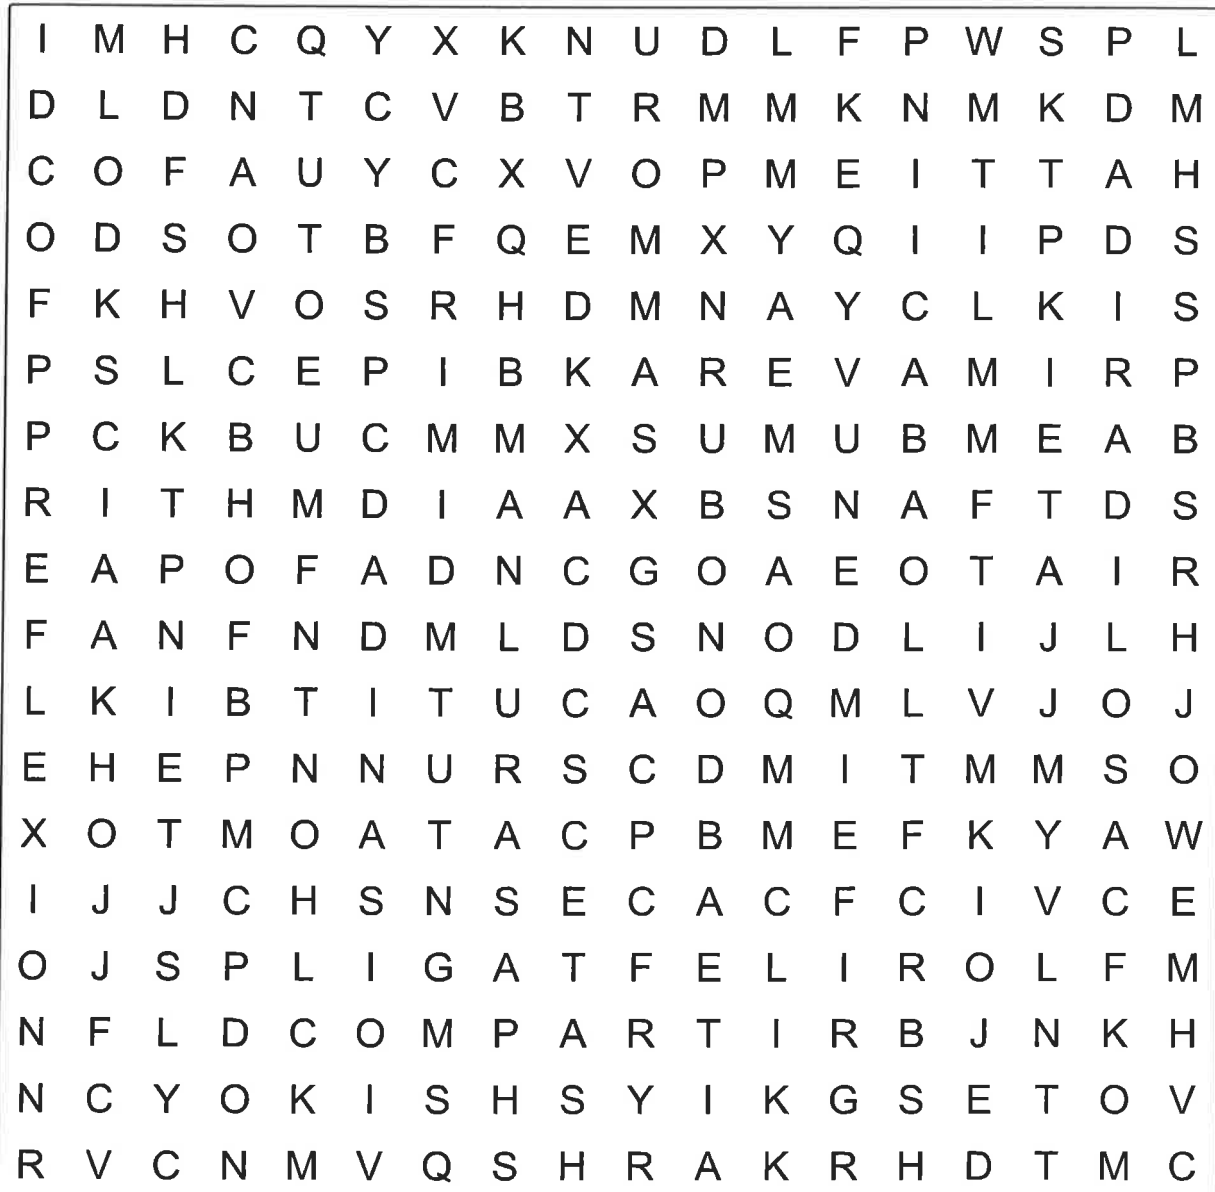 I M H C Q Y X K N U D L F P W S P L
D L D N T C V B T R M M K N M K D M
C O F A U Y C X V O P M E I T T A H
O D S O T B F Q E M X Y Q I I P D S
F K H V O S R H D M N A Y C L K I S
P S L C E P I B K A R E V A M I R P
P C K B U C M M X S U M U B M E A B
R I T H M D I A A X B S N A F T D S
E A P O F A D N C G O A E O T A I R
F A N F N D M L D S N O D L I J L H
L K I B T I T U C A O Q M L V J O J
E H E P N N U R S C D M I T M M S O
X O T M O A T A C P B M E F K Y A W
I J J C H S N S E C A C F C I V C E
O J S P L I G A T F E L I R O L F M
N F L D C O M P A R T I R B J N K H
N C Y O K I S H S Y I K G S E T O V
R V C N M V Q S H R A K R H D T M C